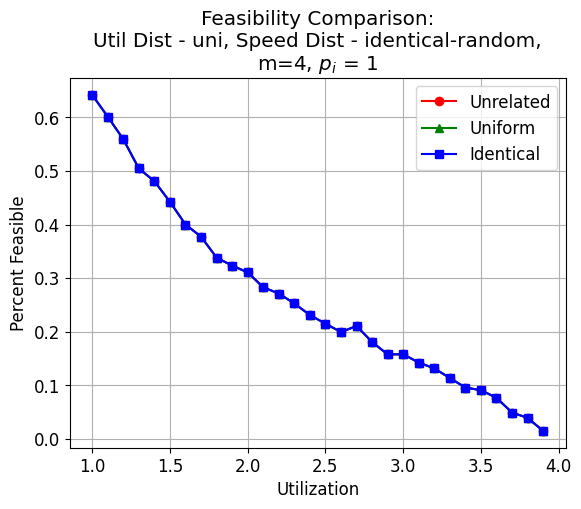 Feasibility Comparison:
Util Dist - uni, Speed Dist - identical-random,
m=4, $p_i$ = 1
Unrelated
Uniform
Identical
Percent Feasible
0.6
0.5
0.4
0.3
0.2
0.1
0.0
1.0 1.5 2.0 2.5 3.0 3.5 4.0
Utilization